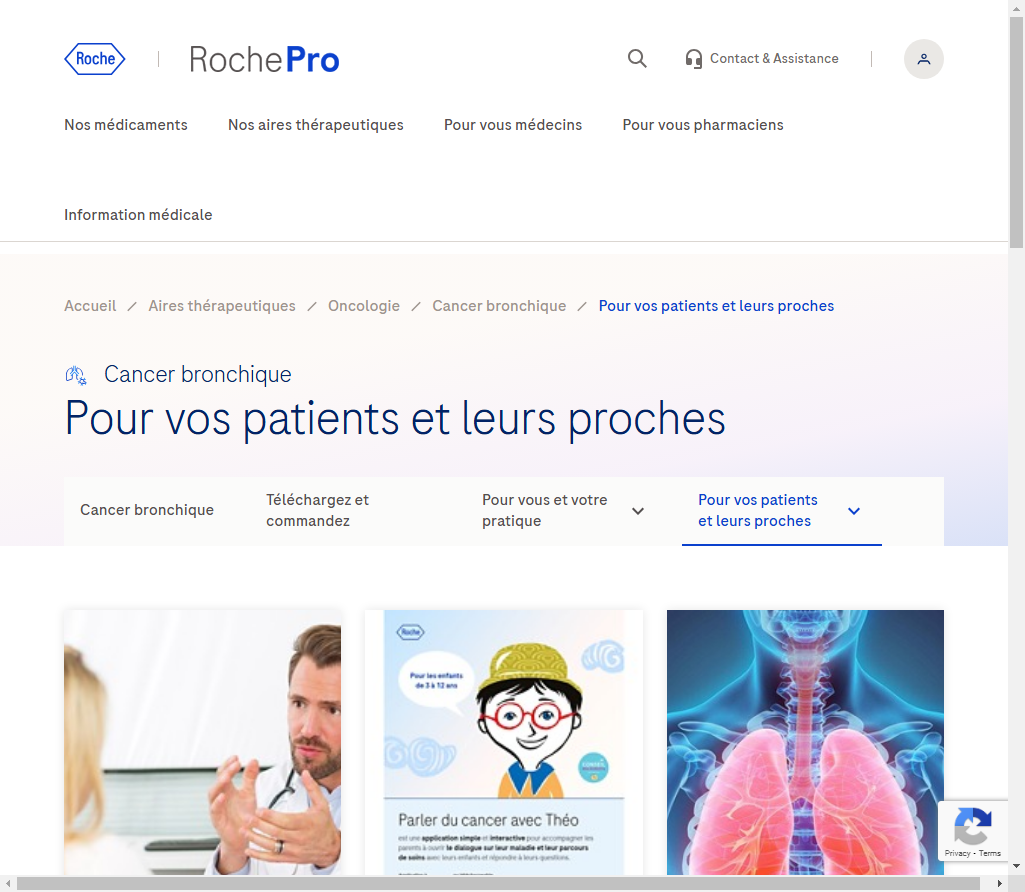 Roche
RochePro
Contact & Assistance
Nos médicaments
Nos aires thérapeutiques
Pour vous médecins
Pour vous pharmaciens
Information médicale
Accueil / Aires thérapeutiques / Oncologie / Cancer bronchique / Pour vos patients et leurs proches
Cancer bronchique
Pour vos patients et leurs proches
Cancer bronchique
Téléchargez et
commandez
Pour vous et votre
pratique
Pour vos patients
et leurs proches
Roche
Pour les enfants
de 3 à 12 ans
Parler du cancer avec Théo
est une application simple et interactive pour accompagner les
parents à ouvrir le dialogue sur leur maladie et leur parcours
de soins avec leurs enfants et répondre à leurs questions.
Privacy - Terms